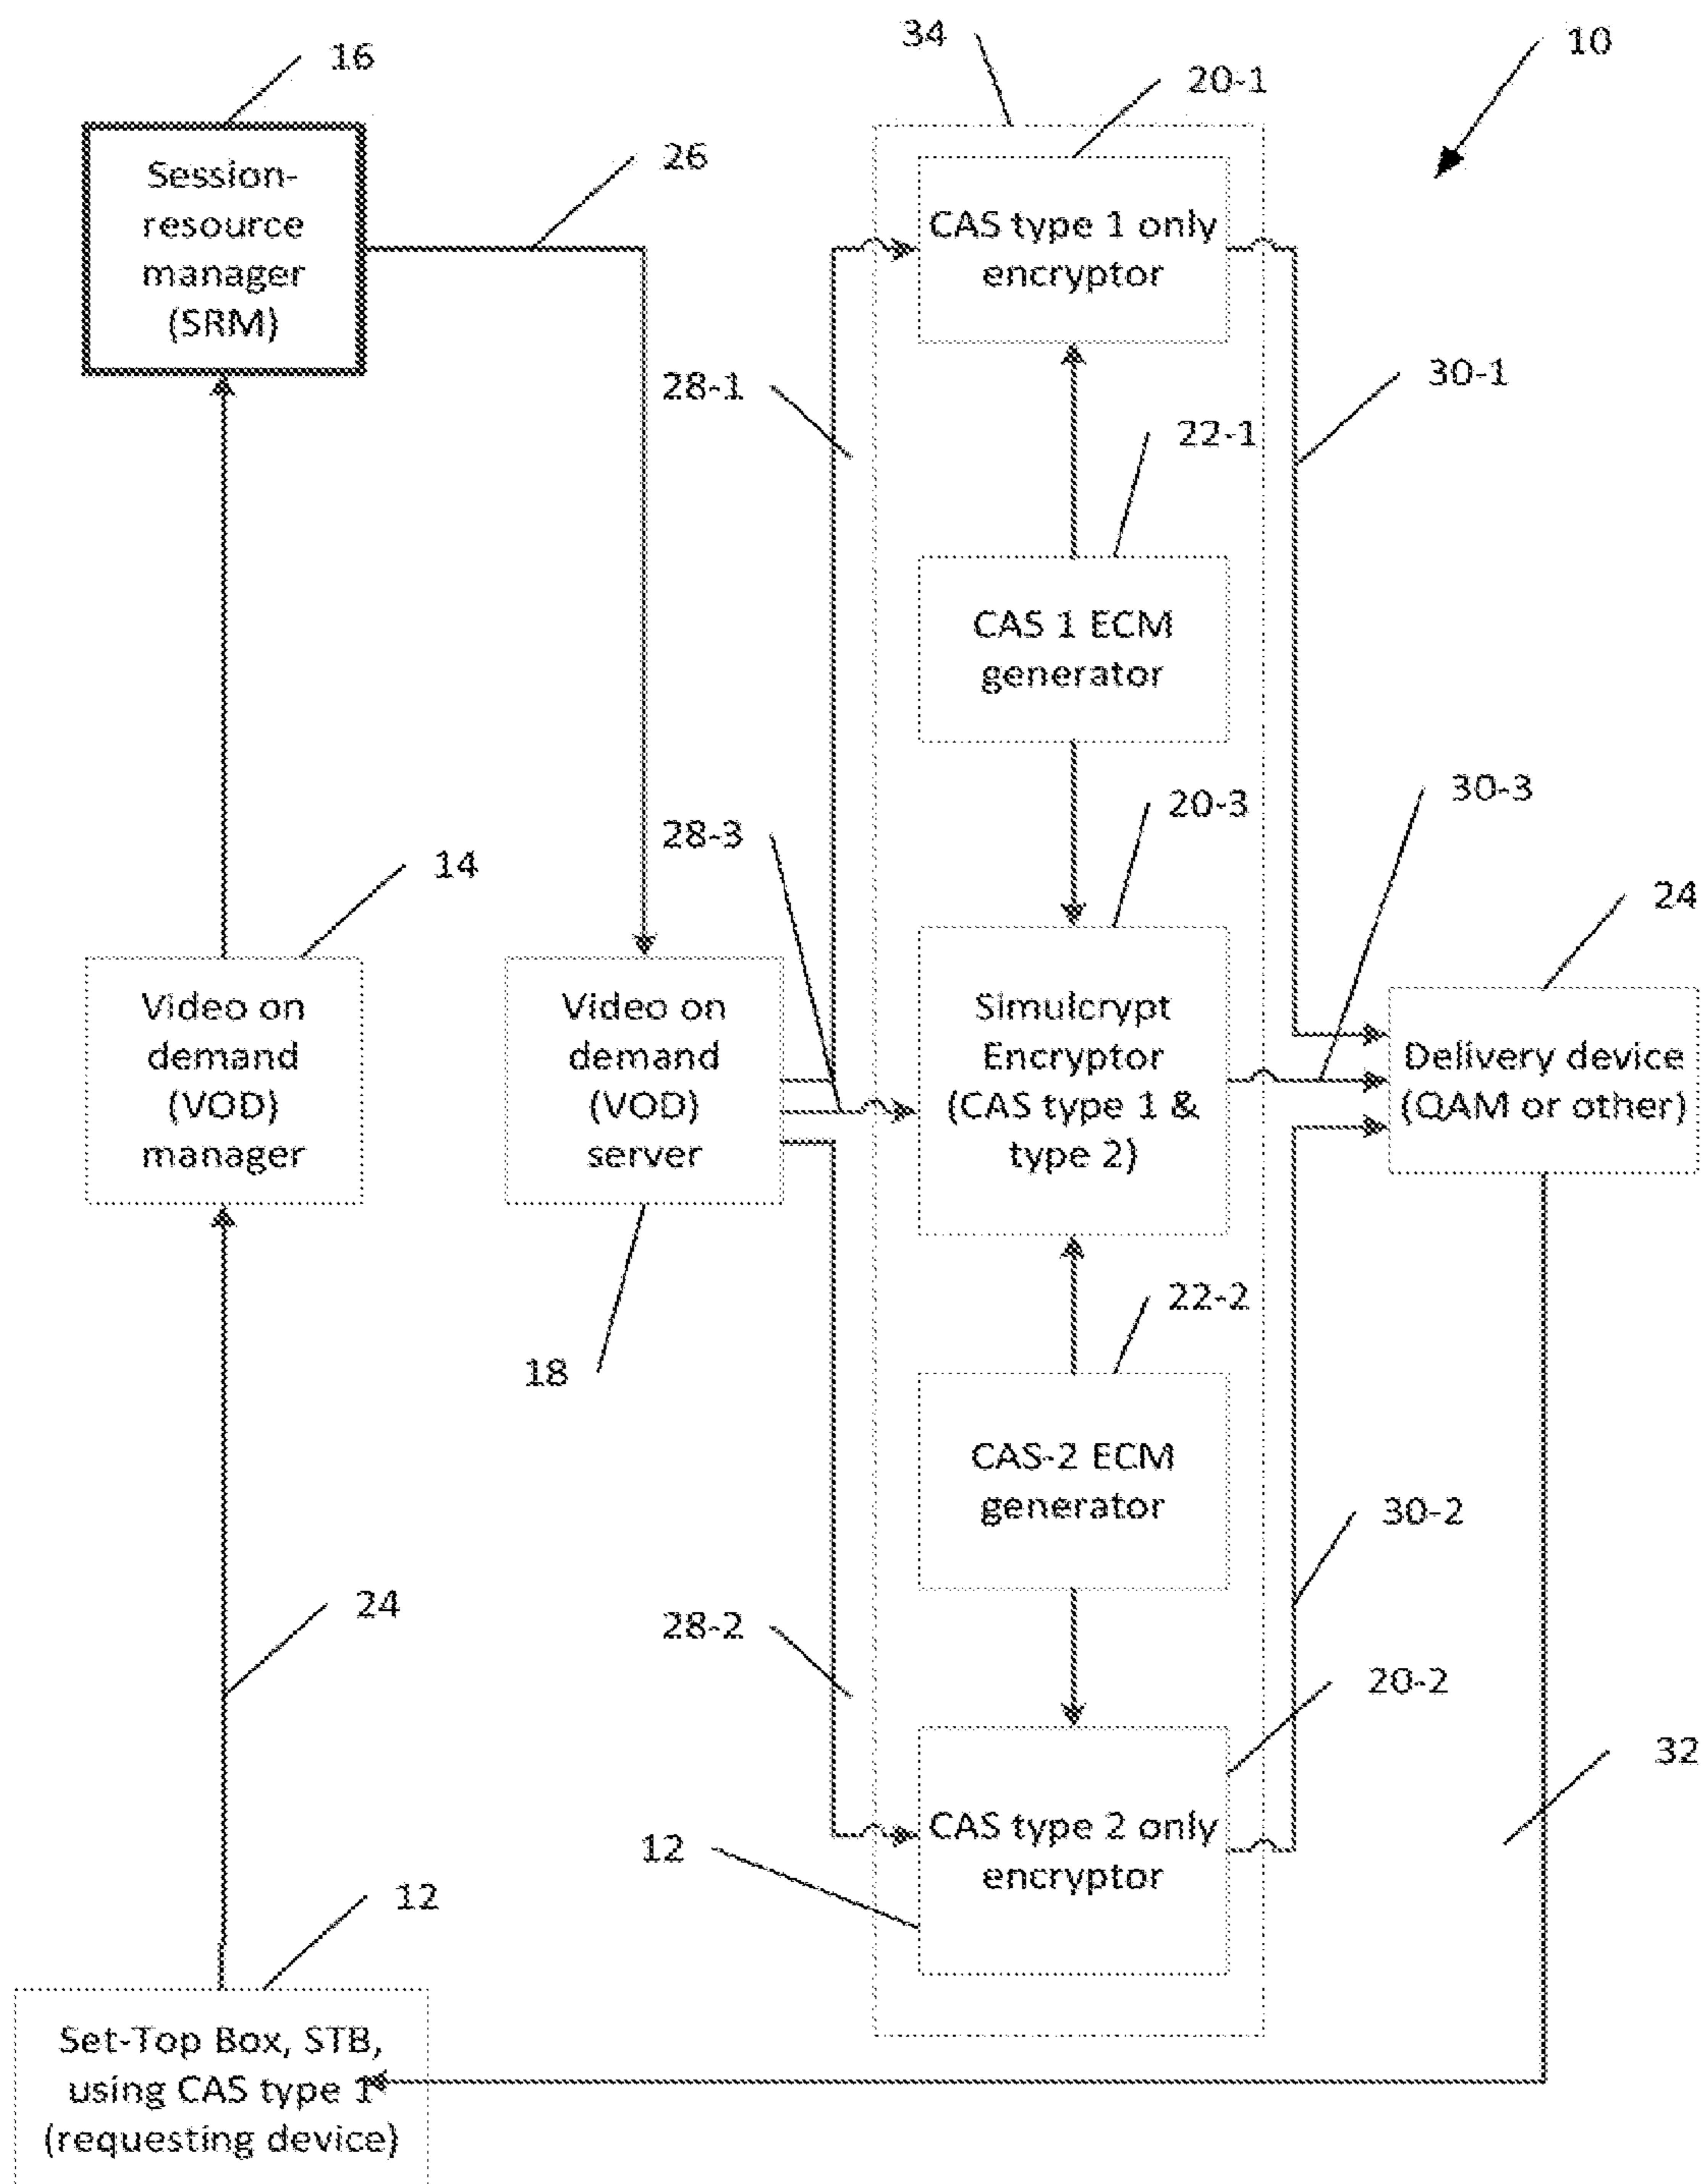 34
10
16
20-1
Session-
resource
manager
(SRM)
26
CAS type 1 only
encryptor
28-1
30-1
22-1
CAS 1 ECM
generator
28-3
20-3
30-3
14
24
Video on
demand
(VOD)
manager
Video on
demand
(VOD)
server
Simulcrypt
Encryptor
(CAS type 1 &
type 2)
Delivery device
(QAM or other)
22-2
18
CAS-2 ECM
generator
30-2
24
28-2
20-2
32
CAS type 2 only
encryptor
12
12
Set-Top Box, STB,
using CAS type 1
(requesting device)